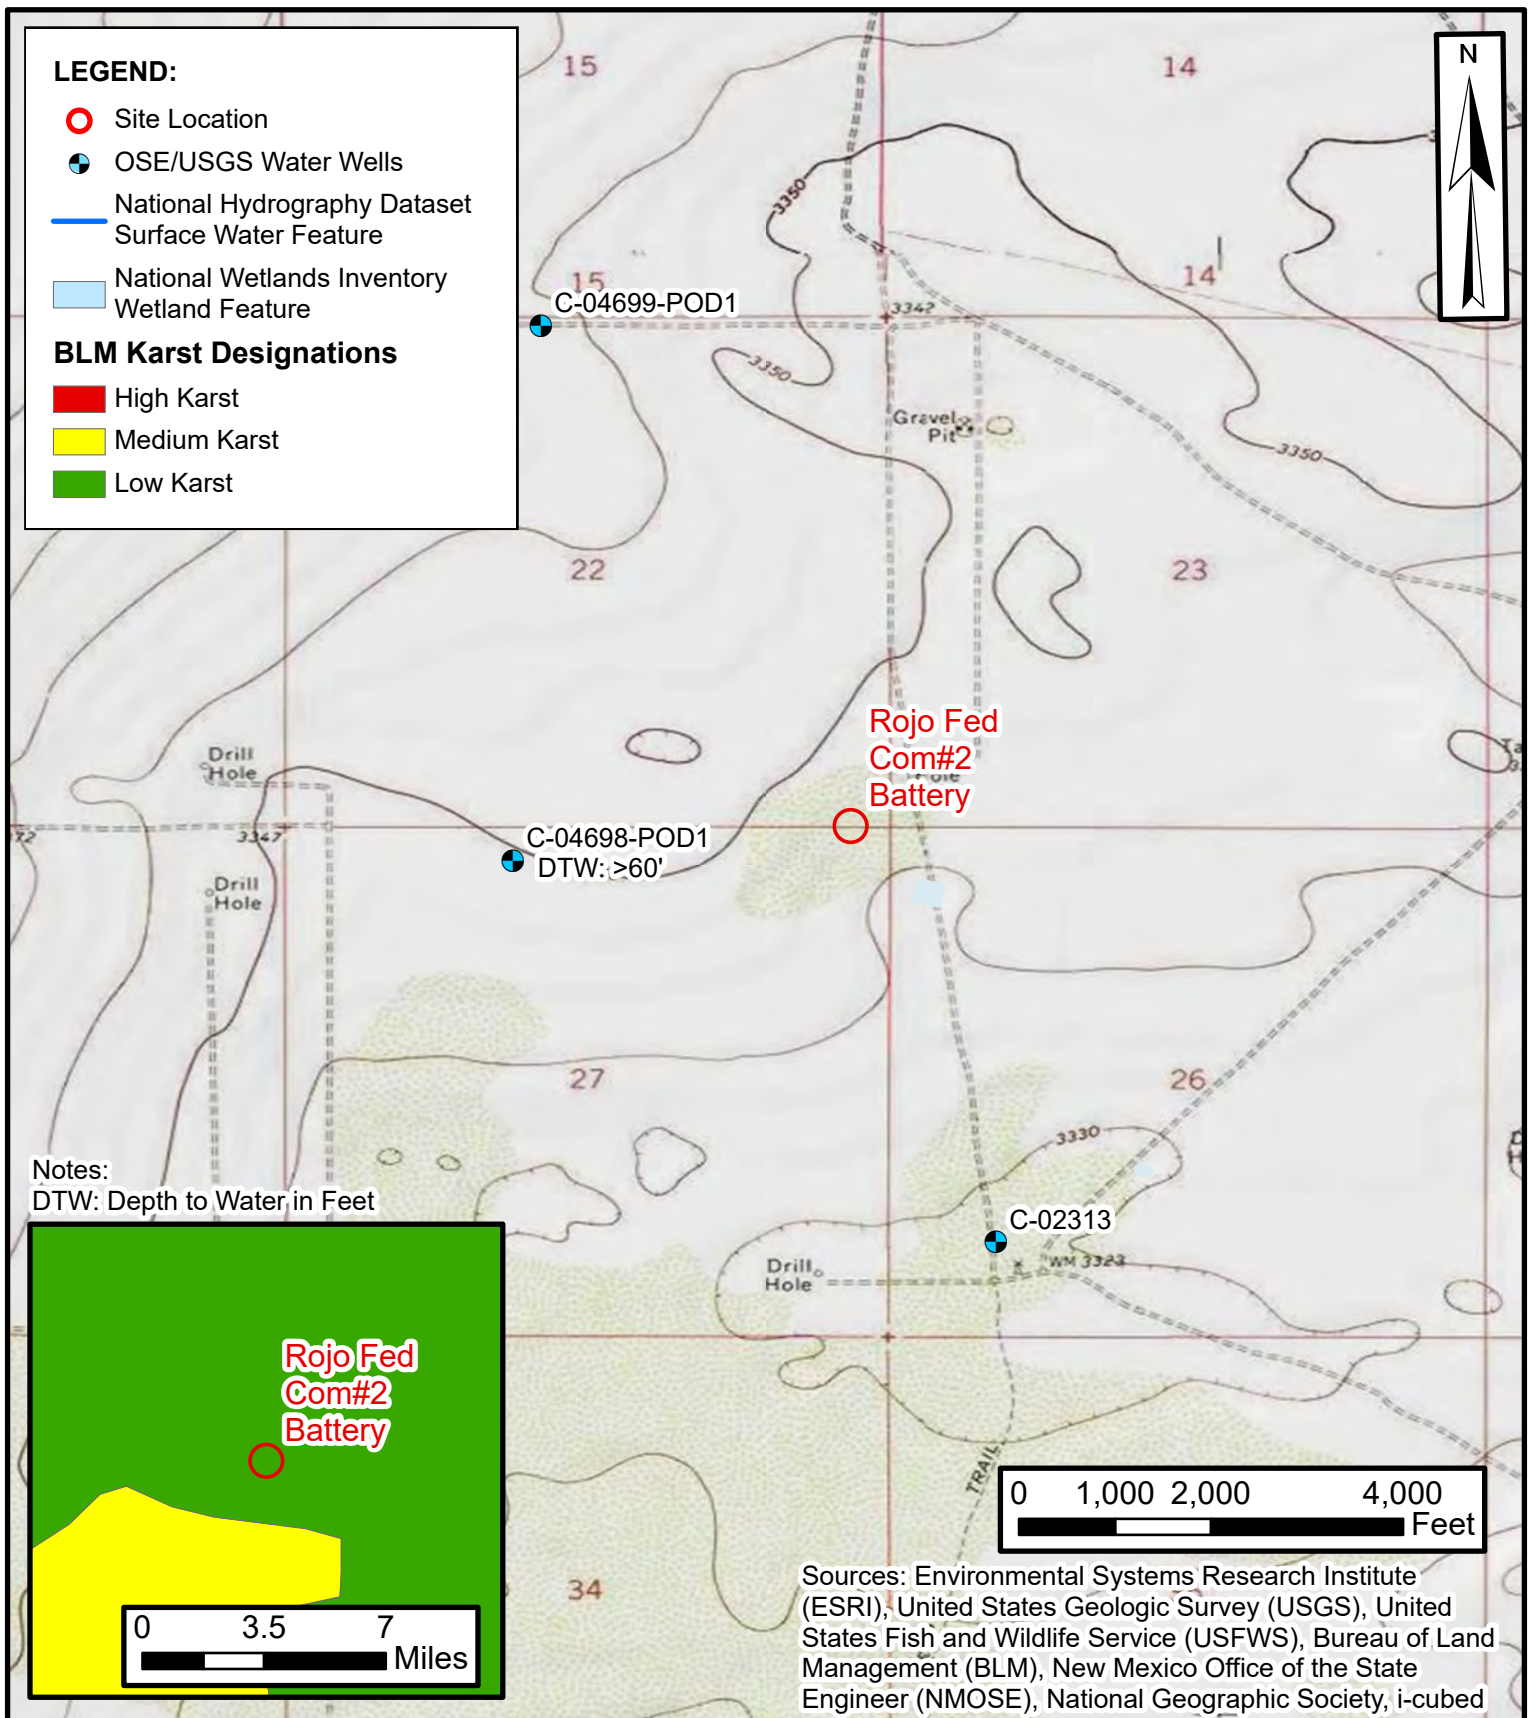 LEGEND:
Site Location
OSE/USGS Water Wells
National Hydrography Dataset
Surface Water Feature
National Wetlands Inventory
Wetland Feature
BLM Karst Designations
High Karst
Medium Karst
Low Karst
N
15
14
3350
15
14
C-04699-POD1
3342
3350
Gravel
Pit
3350
22
23
Rojo Fed
Com#2
Battery
Drill
Hole
3347
C-04698-POD1
DTW: >60'
Drill
Hole
27
26
3330
Notes:
DTW: Depth to Water in Feet
C-02313
WM 3323
Drill
Hole
Rojo Fed
Com#2
Battery
TRAIL
0 1,000 2,000 4,000
Feet
34
0 3.5 7
Miles
Sources: Environmental Systems Research Institute
(ESRI), United States Geologic Survey (USGS), United
States Fish and Wildlife Service (USFWS), Bureau of Land
Management (BLM), New Mexico Office of the State
Engineer (NMOSE), National Geographic Society, i-cubed